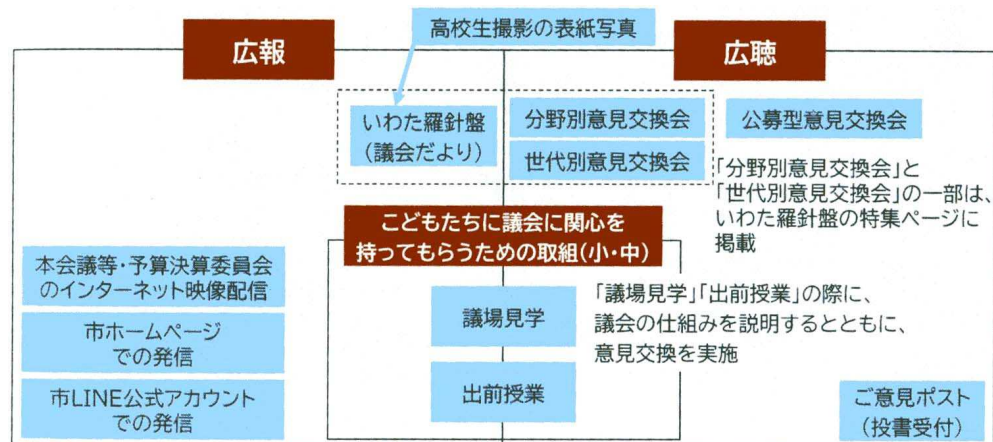 高校生撮影の表紙写真
広報
広聴
いわた羅針盤
(議会だより)
分野別意見交換会
世代別意見交換会
公募型意見交換会
「分野別意見交換会」と
「世代別意見交換会」の一部は、
いわた羅針盤の特集ページに
掲載
こどもたちに議会に関心を
持ってもらうための取組(小・中)
本会議等・予算決算委員会
のインターネット映像配信
市ホームページ
での発信
市LINE公式アカウント
での発信
議場見学
出前授業
「議場見学」「出前授業」の際に、
議会の仕組みを説明するとともに、
意見交換を実施
ご意見ポスト
(投書受付)